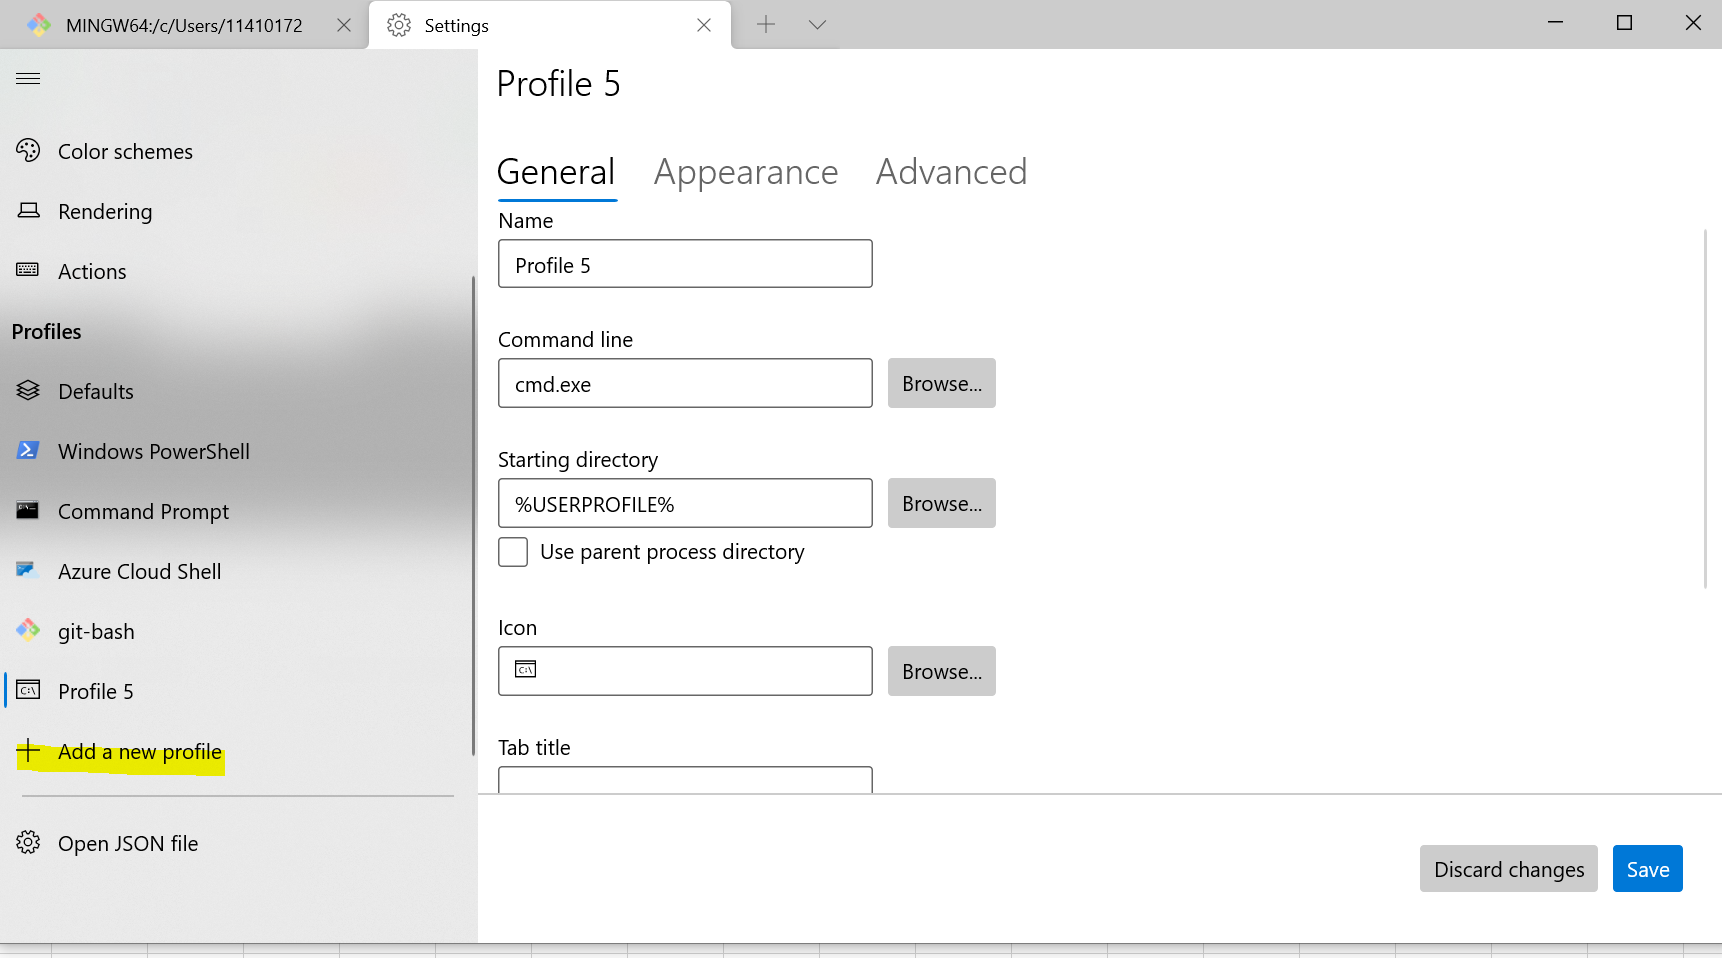 MINGW64:/c/Users/11410172
Settings
Color schemes
Rendering
Actions
Profiles
Defaults
Windows PowerShell
Command Prompt
Azure Cloud Shell
git-bash
Profile 5
Add a new profile
Open JSON file
Profile 5
General Appearance Advanced
Name
Profile 5
Command line
cmd.exe Browse...
Starting directory
%USERPROFILE% Browse...
Use parent process directory
Icon
C:\ Browse...
Tab title
Discard changes Save